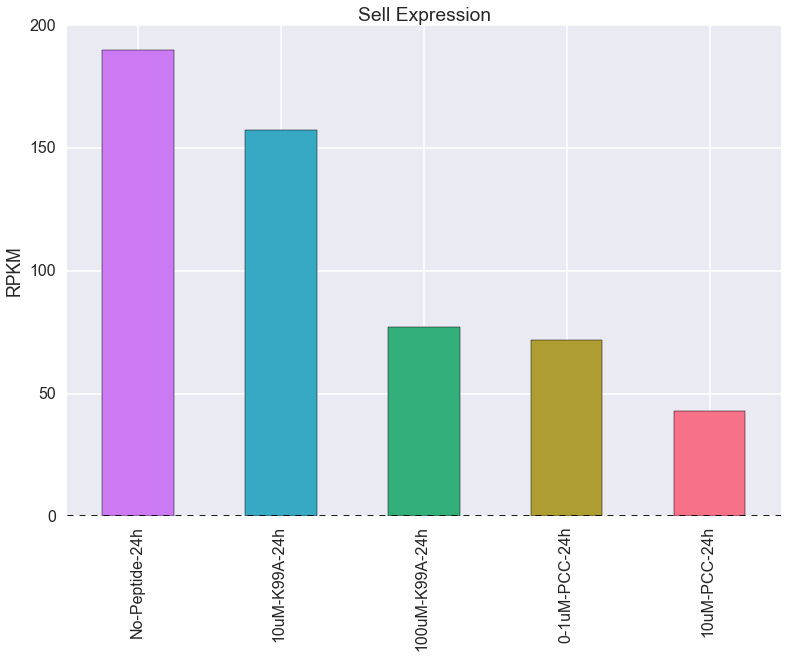 Sell Expression
RPKM
200
150
100
50
0
No-Peptide-24h
10uM-K99A-24h
100uM-K99A-24h
0-1uM-PCC-24h
10uM-PCC-24h